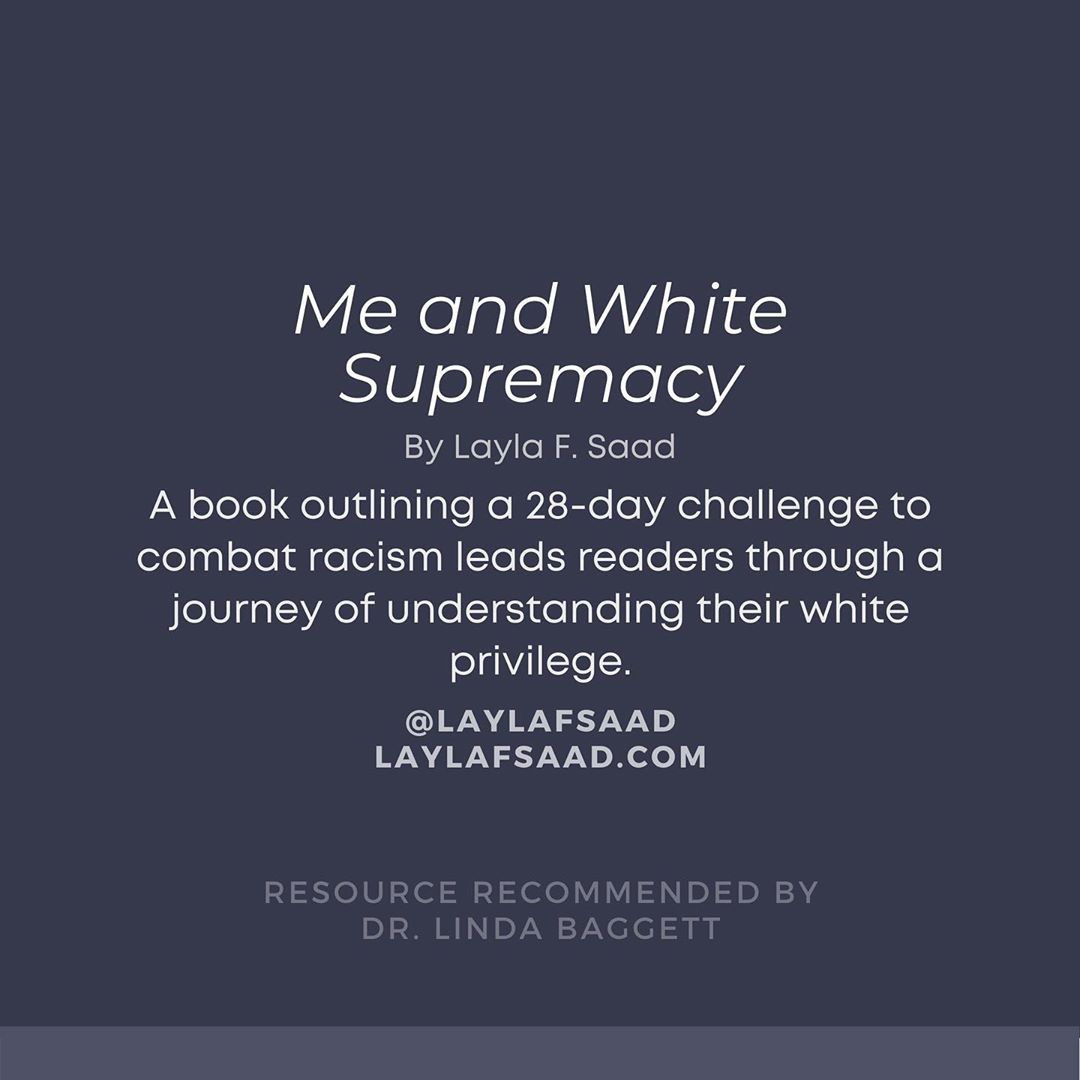 Me and White
Supremacy
By Layla F. Saad
A book outlining a 28-day challenge to
combat racism leads readers through a
journey of understanding their white
privilege.
@LAYLAFSAAD
LAYLAFSAAD.COM
RESOURCE RECOMMENDED BY
DR. LINDA BAGGETT